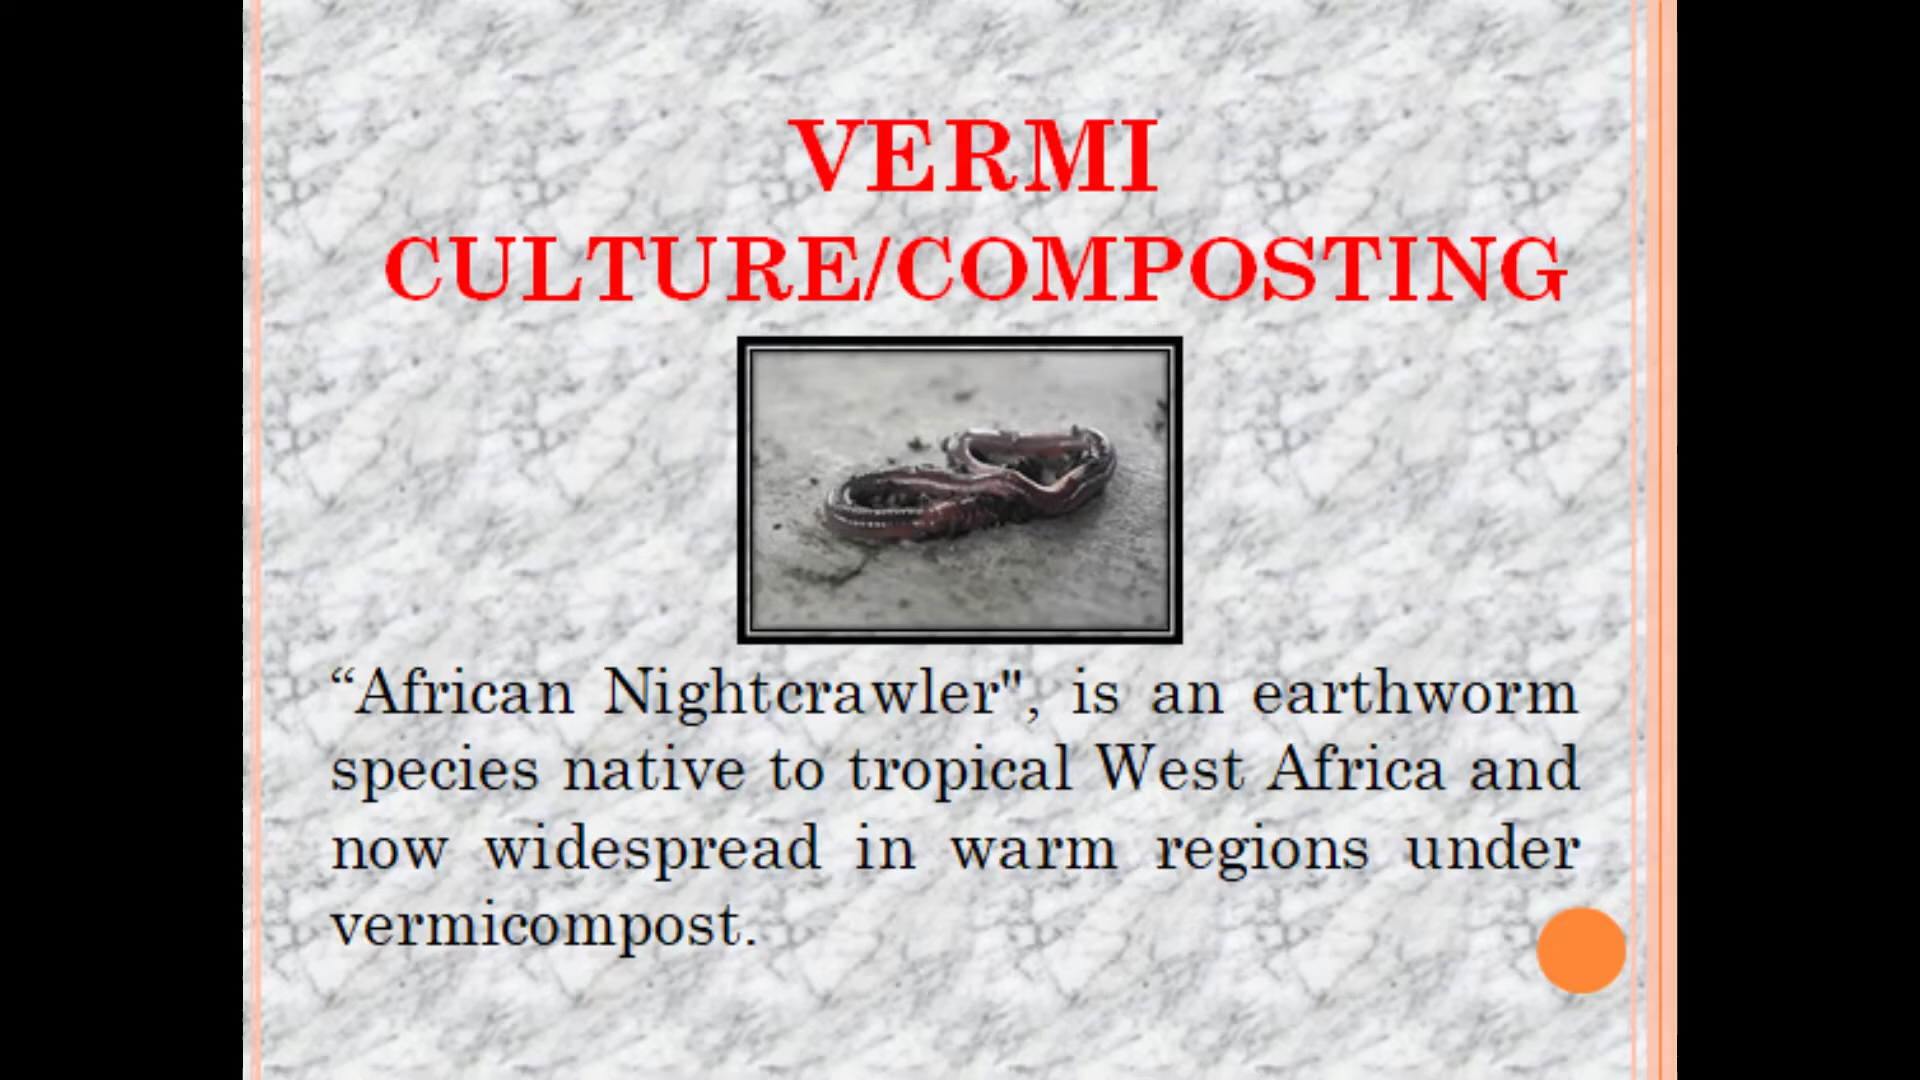 VERMI
CULTURE/COMPOSTING
“African Nightcrawler", is an earthworm
species native to tropical West Africa and
now widespread in warm regions under
vermicompost.